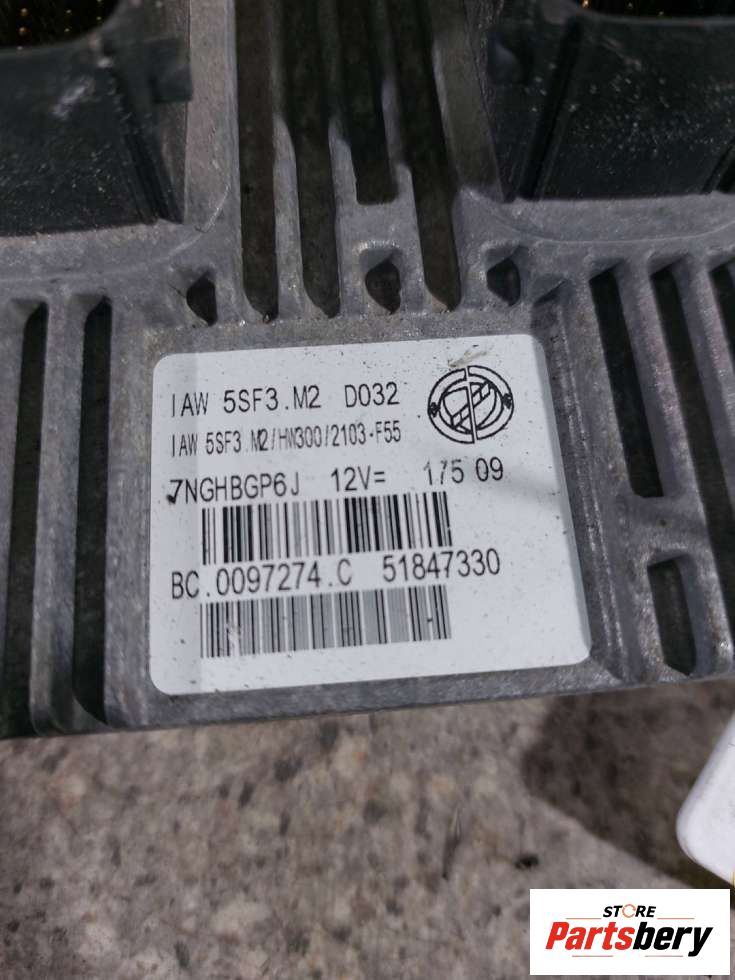 IAW 5SF3.M2 D032
IAW 5SF3.M2/HW300/2103-F55
7NGHBGP6J 12V= 175 09
BC.0097274.C 51847330
STORE
Partsbery